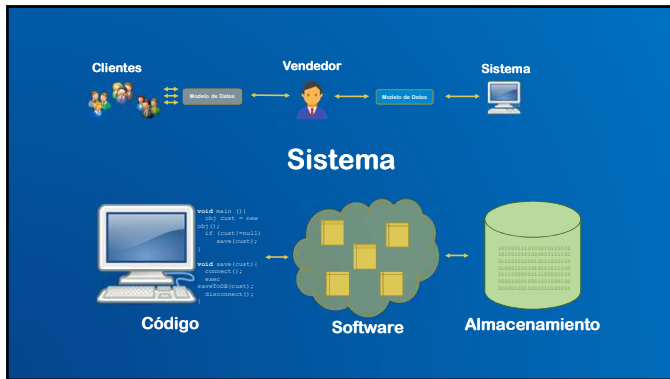 Clientes
Vendedor
Sistema
Modelo de Datos
Modelo de Datos
Sistema
void main (){
obj cust = new
obj();
if (cust!=null)
save(cust);
}
void save(cust){
connect();
exec
saveToDB(cust);
disconnect();
}
Código
Software
Almacenamiento